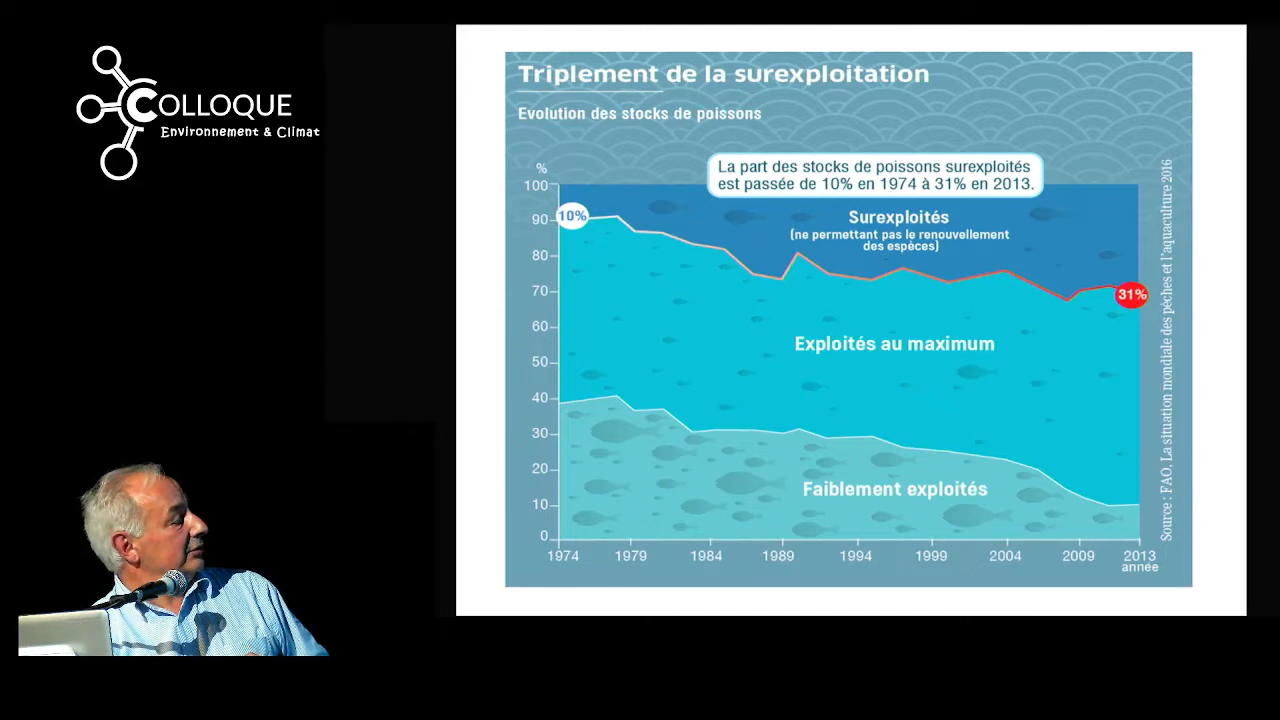 COLLOQUE
Environnement & Climat
Triplement de la surexploitation
Evolution des stocks de poissons
La part des stocks de poissons surexploités
est passée de 10% en 1974 à 31% en 2013.
%
100
90
80
70
60
50
40
30
20
10
0
10%
Surexploités
(ne permettant pas le renouvellement
des espèces)
31%
Exploités au maximum
Faiblement exploités
1974
1979
1984
1989
1994
1999
2004
2009
2013
année
Source : FAO, La situation mondiale des pêches et l'aquaculture 2016